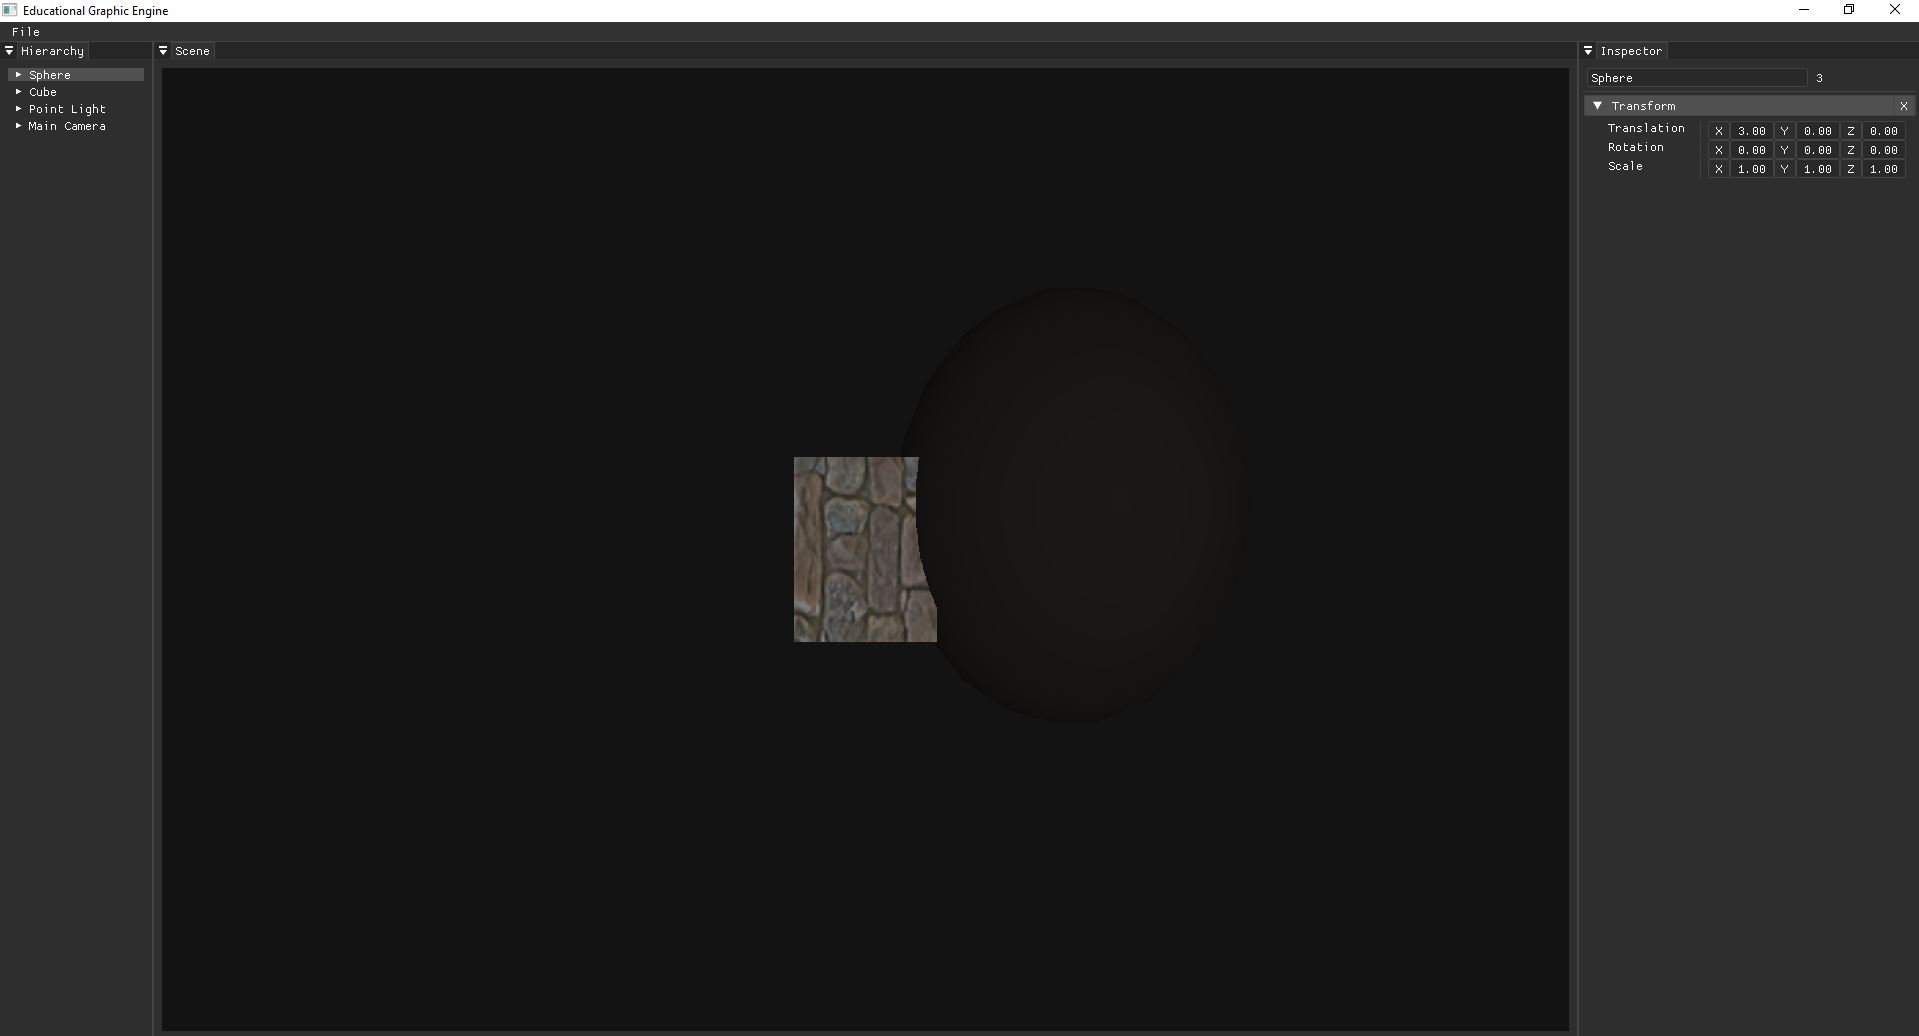 Educational Graphic Engine
File
Hierarchy
Sphere
Cube
Point Light
Main Camera
Scene
Inspector
Sphere 3
Transform X
Translation X 3.00 Y 0.00 Z 0.00
Rotation X 0.00 Y 0.00 Z 0.00
Scale X 1.00 Y 1.00 Z 1.00